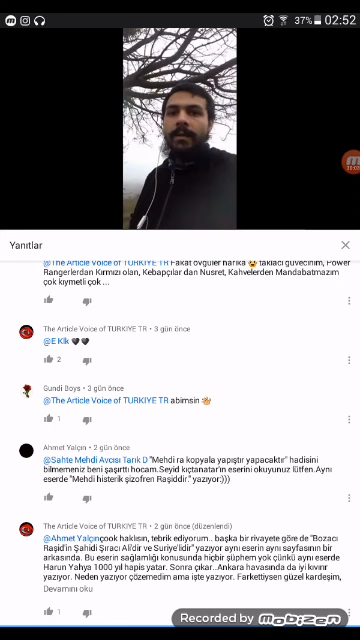 37% 02:52
Yanıtlar
@The Article Voice of TURKIYE TR Fakat övgüler harika 😱 taklacı güvecinim, Power
Rangerlerdan Kırmızı olan, Kebapçılar dan Nusret, Kahvelerden Mandabatmazım
çok kıymetli çok ...
The Article Voice of TURKIYE TR • 3 gün önce
@E Klk 🖤🖤
2
Gundi Boys • 3 gün önce
@The Article Voice of TURKIYE TR abimsin 👋
1
Ahmet Yalçın • 2 gün önce
@Sahte Mehdi Avcısı Tarık D "Mehdi ra kopyala yapıştır yapacaktır" hadisini
bilmemeniz beni şaşırttı hocam.Seyid kıçtanatar'ın eserini okuyunuz lütfen.Aynı
eserde "Mehdi histerik şizofren Raşiddir." yazıyor:)))
The Article Voice of TURKIYE TR • 2 gün önce (düzenlendi)
@Ahmet Yalçınçook haklısın, tebrik ediyorum.. başka bir rivayete göre de "Bozacı
Raşid'in Şahidi Şıracı Ali'dir ve Suriye'lidir" yazıyor aynı eserin aynı sayfasının bir
arkasında. Bu eserin sağlamlığı konusunda hiçbir şüphem yok çünkü aynı eserde
Harun Yahya 1000 yıl hapis yatar. Sonra çıkar..Ankara havasında da iyi kıvırır
yazıyor. Neden yazıyor çözemedim ama işte yazıyor. Farkettiysen güzel kardeşim,
Devamını oku
1
Recorded by MOBIZEN